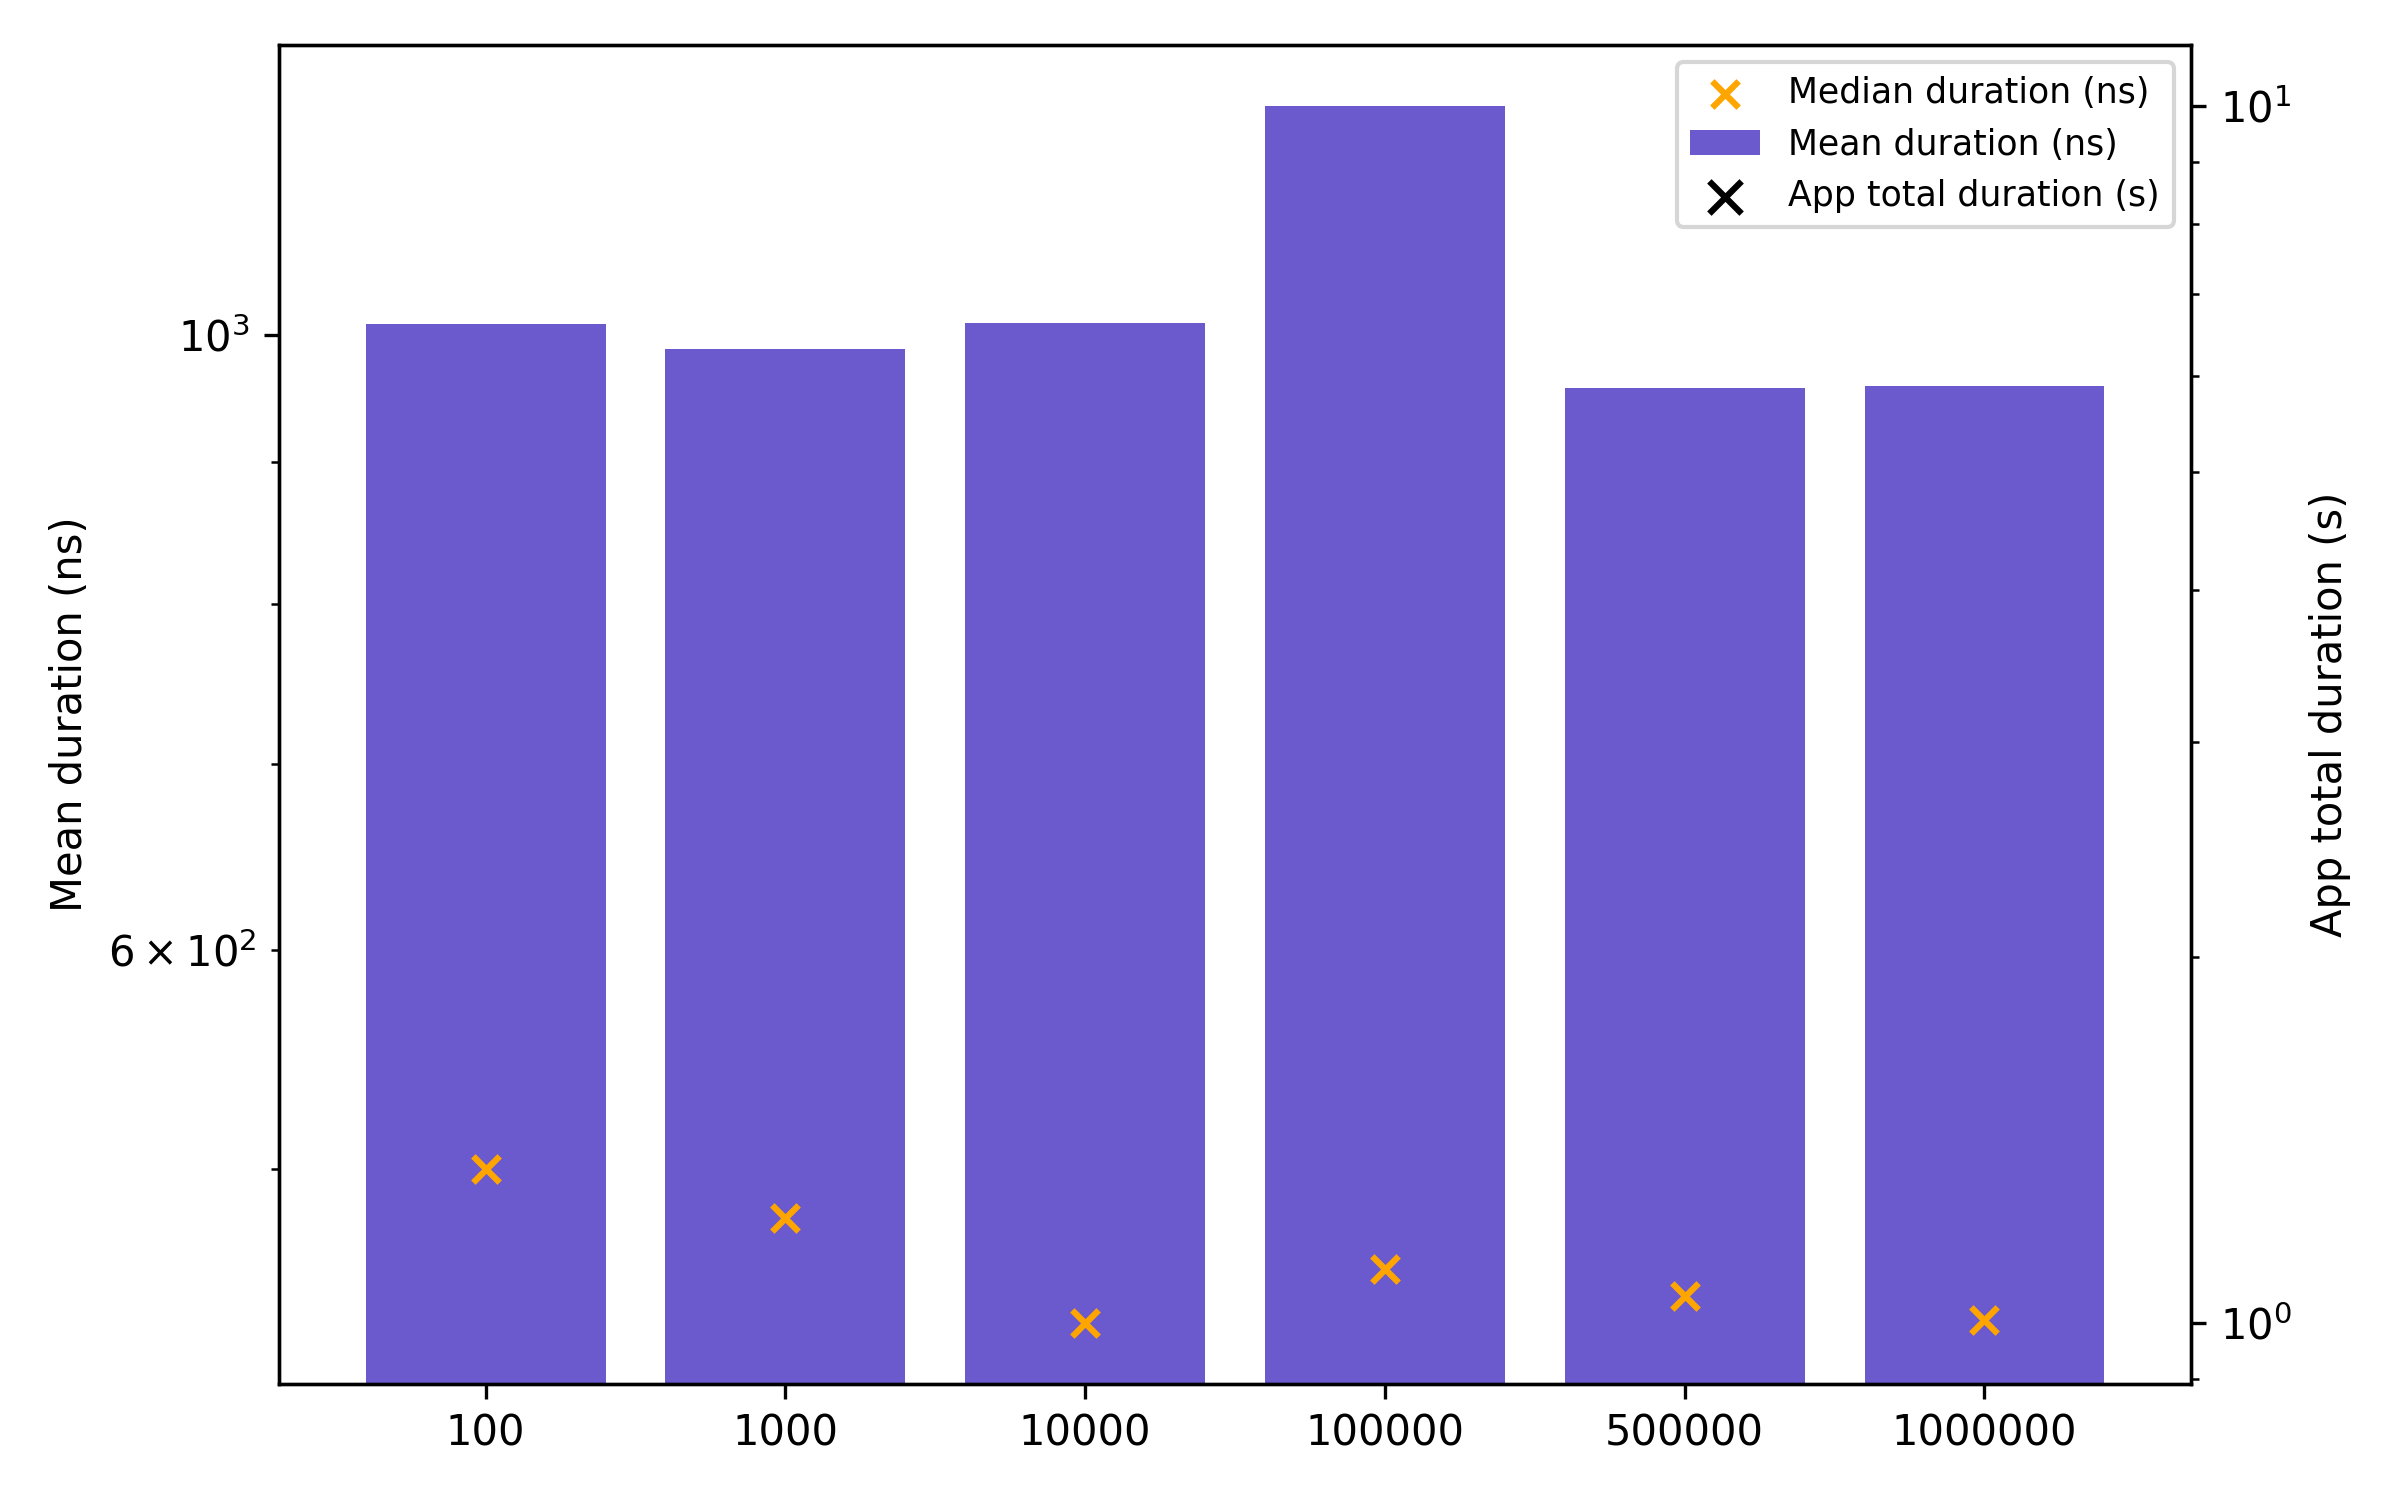 Median duration (ns)
Mean duration (ns)
App total duration (s)
Mean duration (ns)
10³
6 × 10²
App total duration (s)
10¹
10⁰
100
1000
10000
100000
500000
1000000